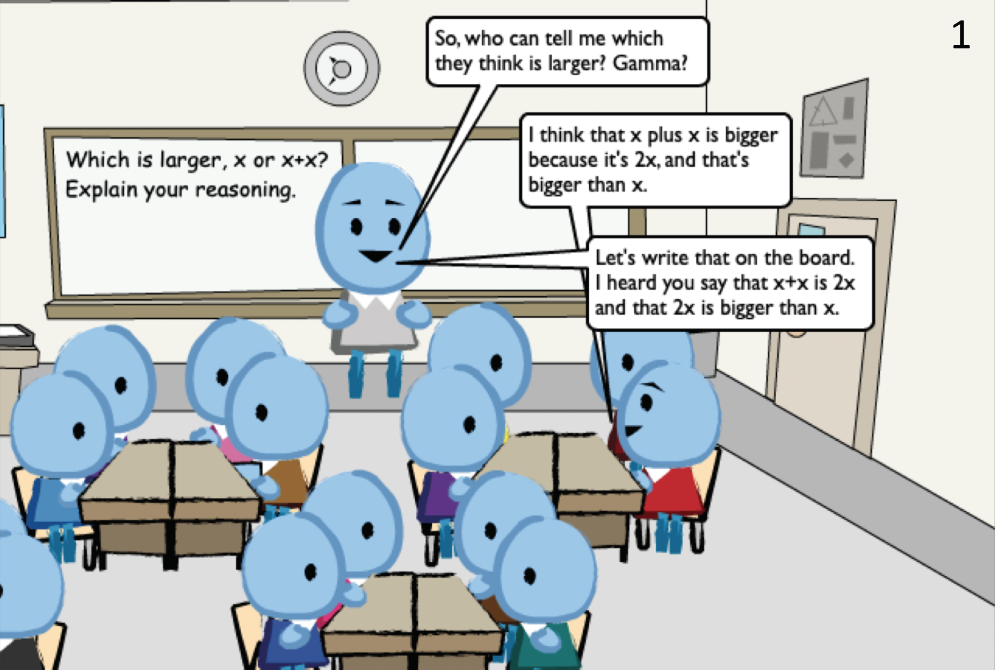 1
So, who can tell me which
they think is larger? Gamma?
I think that x plus x is bigger
because it's 2x, and that's
bigger than x.
Which is larger, x or x+x?
Explain your reasoning.
Let's write that on the board.
I heard you say that x+x is 2x
and that 2x is bigger than x.